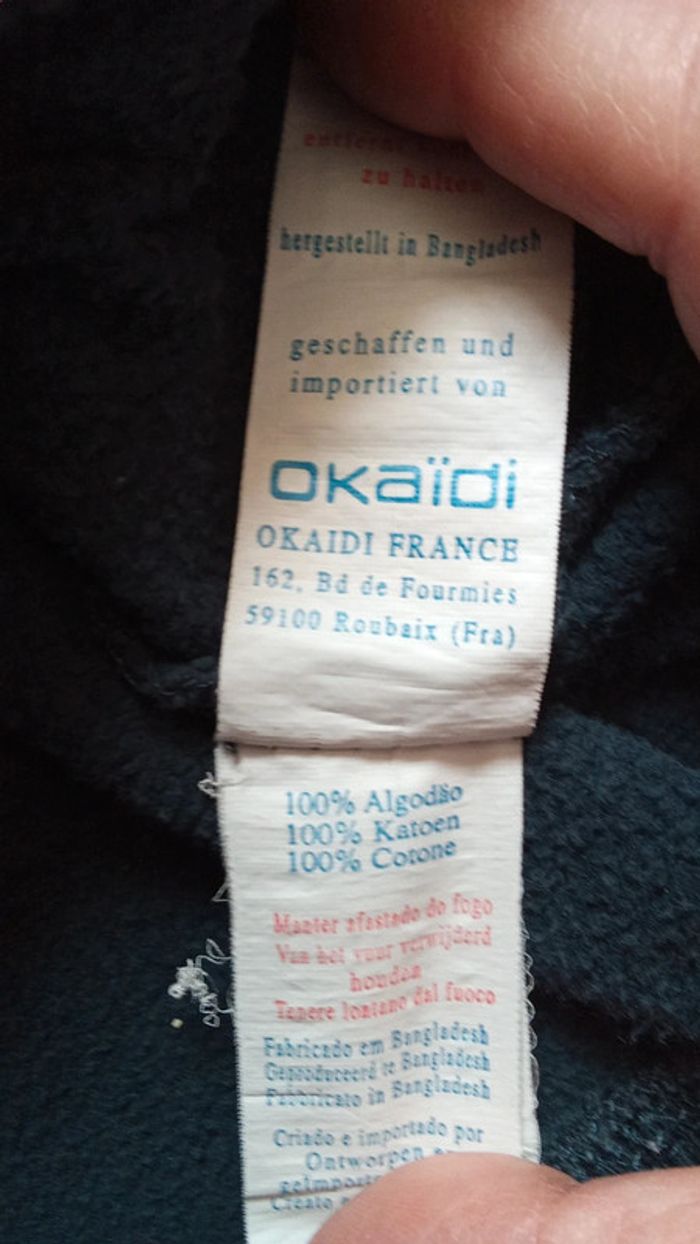 zu halten
hergestellt in Bangladesh
geschaffen und
importiert von
okaïdi
OKAIDI FRANCE
162, Bd de Fourmies
59100 Roubaix (Fra)
100% Algodão
100% Katoen
100% Cotone
Manter afastado do fogo
Van het vuur verwijderd
houden
Tenere lontano dal fuoco
Fabricado em Bangladesh
Geproduceerd te Bangladesh
Fabbricato in Bangladesh
Criado e importado por
Ontworpen
Creato